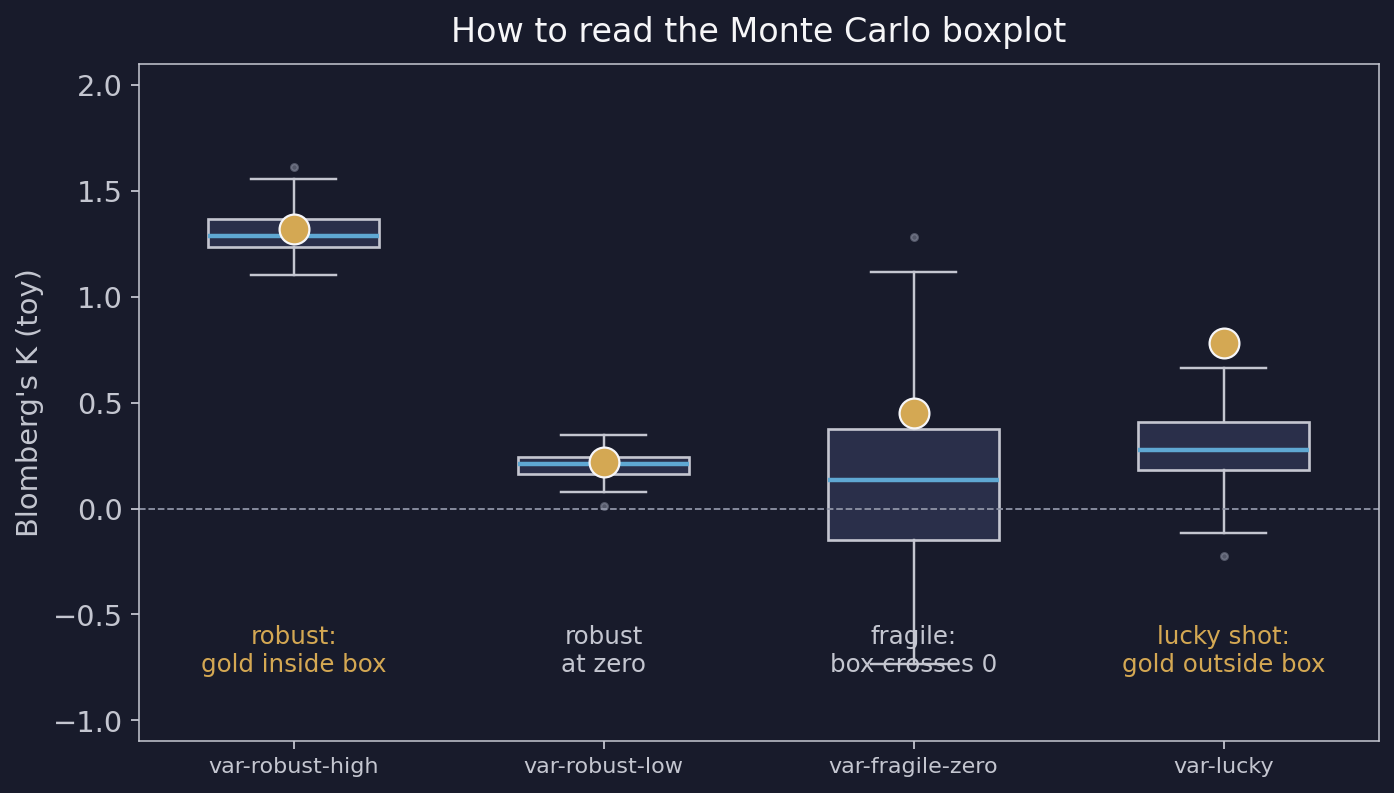 How to read the Monte Carlo boxplot
Blomberg's K (toy)
2.0
1.5
1.0
0.5
0.0
−0.5
−1.0
robust:
gold inside box
robust
at zero
fragile:
box crosses 0
lucky shot:
gold outside box
var-robust-high
var-robust-low
var-fragile-zero
var-lucky